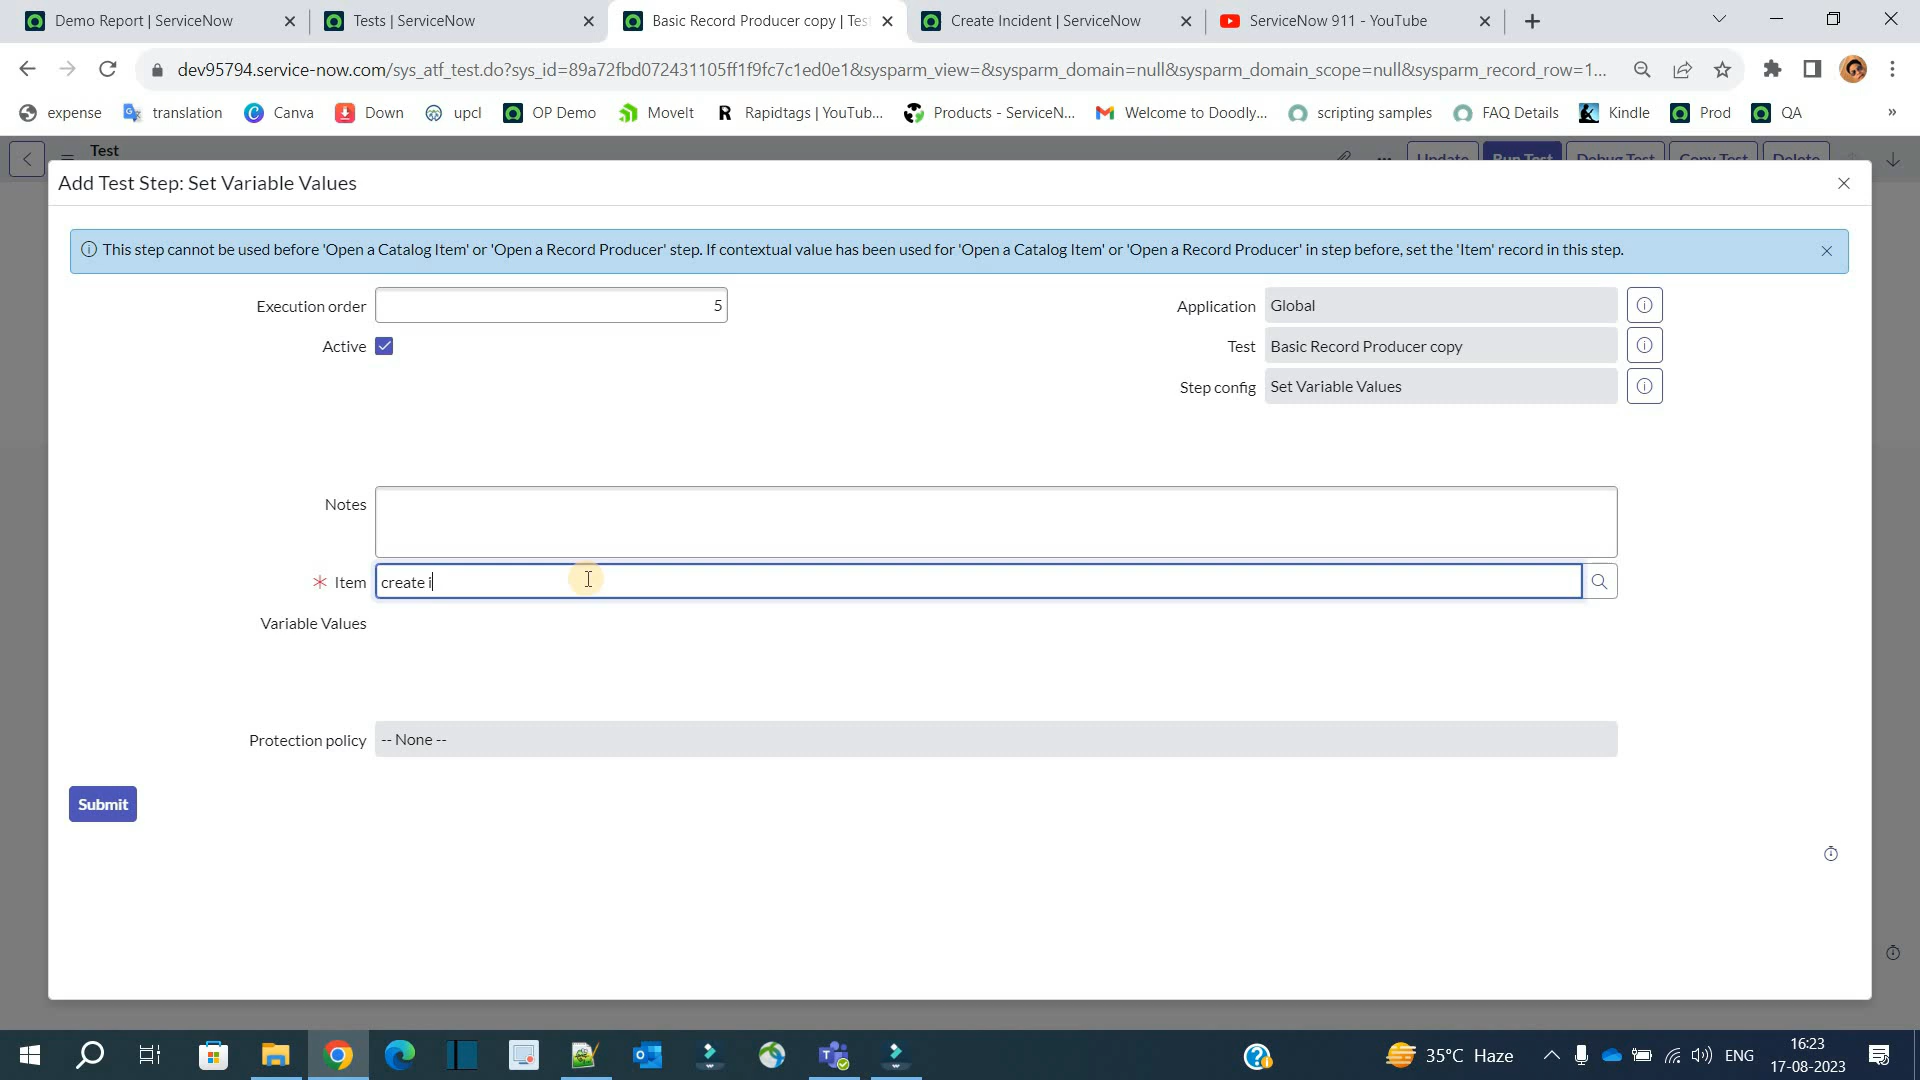 Demo Report | ServiceNow
Tests | ServiceNow
Basic Record Producer copy | Tes
Create Incident | ServiceNow
ServiceNow 911 - YouTube
dev95794.service-now.com/sys_atf_test.do?sys_id=89a72fbd072431105ff1f9fc7c1ed0e1&sysparm_view=&sysparm_domain=null&sysparm_domain_scope=null&sysparm_record_row=1...
expense
translation
Canva
Down
upcl
OP Demo
MoveIt
Rapidtags | YouTub...
Products - ServiceN...
Welcome to Doodly...
scripting samples
FAQ Details
Kindle
Prod
QA
»
Test
Update
Run Test
Debug Test
Copy Test
Delete
Add Test Step: Set Variable Values
This step cannot be used before 'Open a Catalog Item' or 'Open a Record Producer' step. If contextual value has been used for 'Open a Catalog Item' or 'Open a Record Producer' in step before, set the 'Item' record in this step.
Execution order 5
Application Global
Active
Test Basic Record Producer copy
Step config Set Variable Values
Notes
Item create i
Variable Values
Protection policy -- None --
Submit
35°C Haze
ENG
16:23
17-08-2023